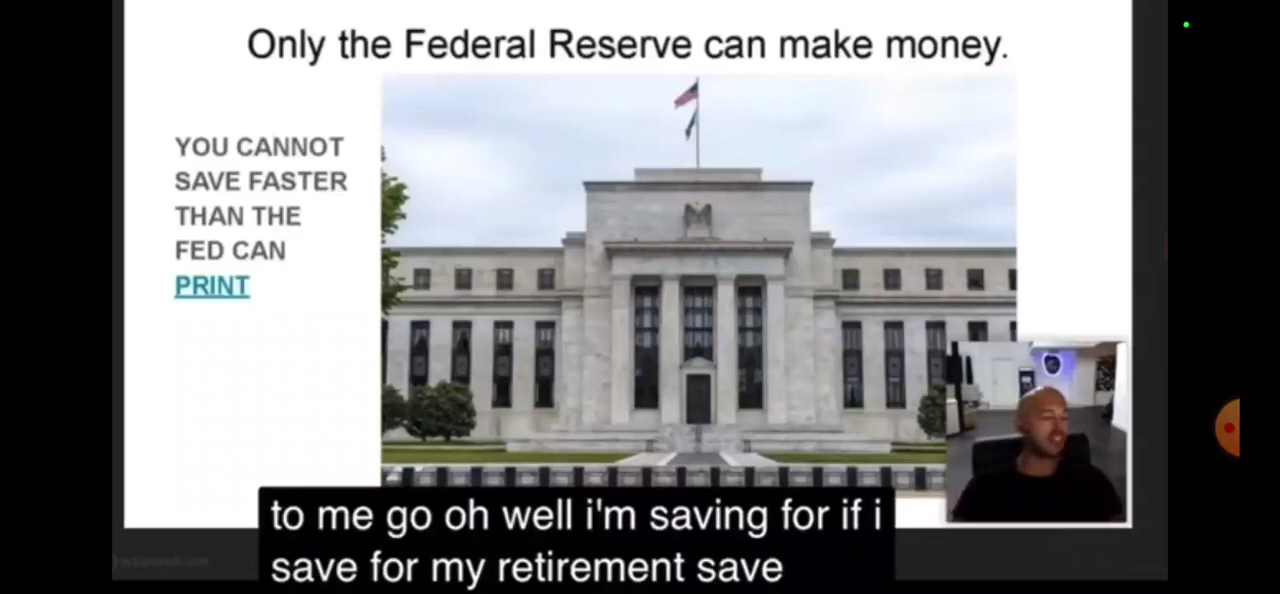 Only the Federal Reserve can make money.
YOU CANNOT
SAVE FASTER
THAN THE
FED CAN
PRINT
to me go oh well i'm saving for if i
save for my retirement save